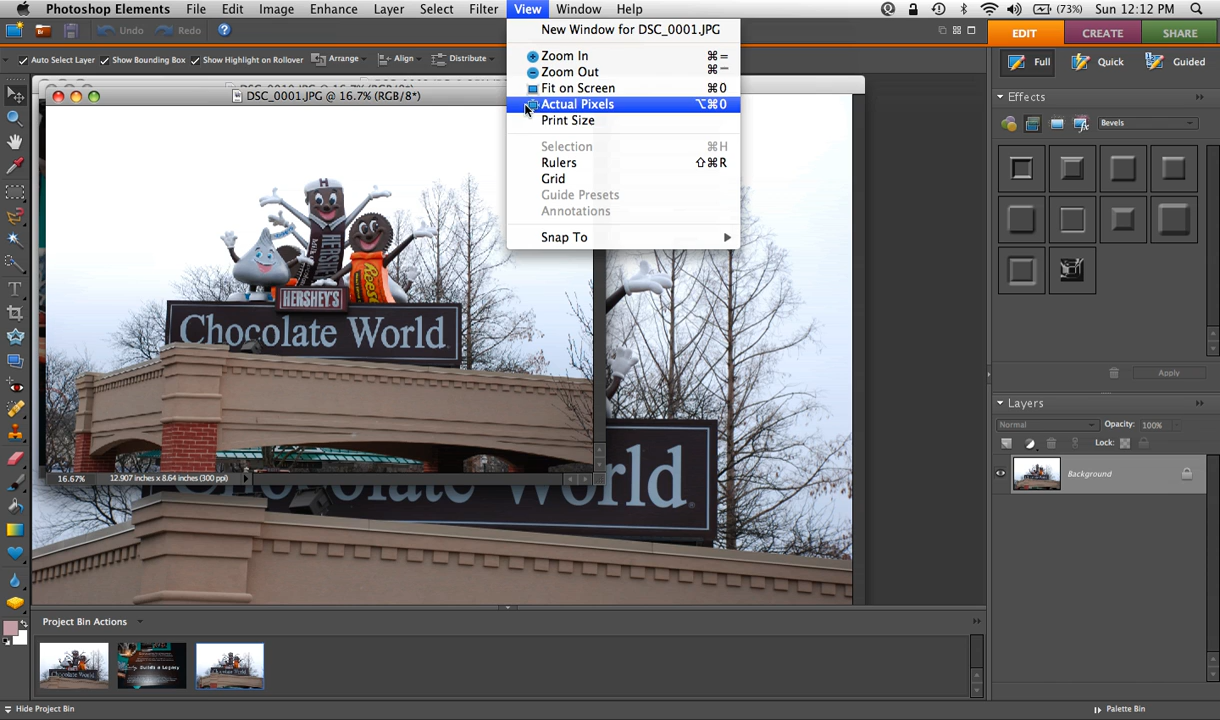 Photoshop Elements File Edit Image Enhance Layer Select Filter View Window Help (73%) Sun 12:12 PM
Undo Redo ? EDIT CREATE SHARE
Auto Select Layer Show Bounding Box Show Highlight on Rollover Arrange Align Distribute Full Quick Guided
DSC_0001.JPG @ 16.7% (RGB/8*)
New Window for DSC_0001.JPG
Zoom In ⌘=
Zoom Out ⌘−
Fit on Screen ⌘0
Actual Pixels ⌥⌘0
Print Size
Selection ⌘H
Rulers ⇧⌘R
Grid
Guide Presets
Annotations
Snap To
Effects
Bevels
Apply
HERSHEY'S
REESE'S
HERSHEY'S
Chocolate World
16.67% 12.907 inches x 8.64 inches (300 ppi)
Chocolate World
Layers
Normal Opacity: 100%
Lock:
Background
Project Bin Actions
Hide Project Bin Palette Bin